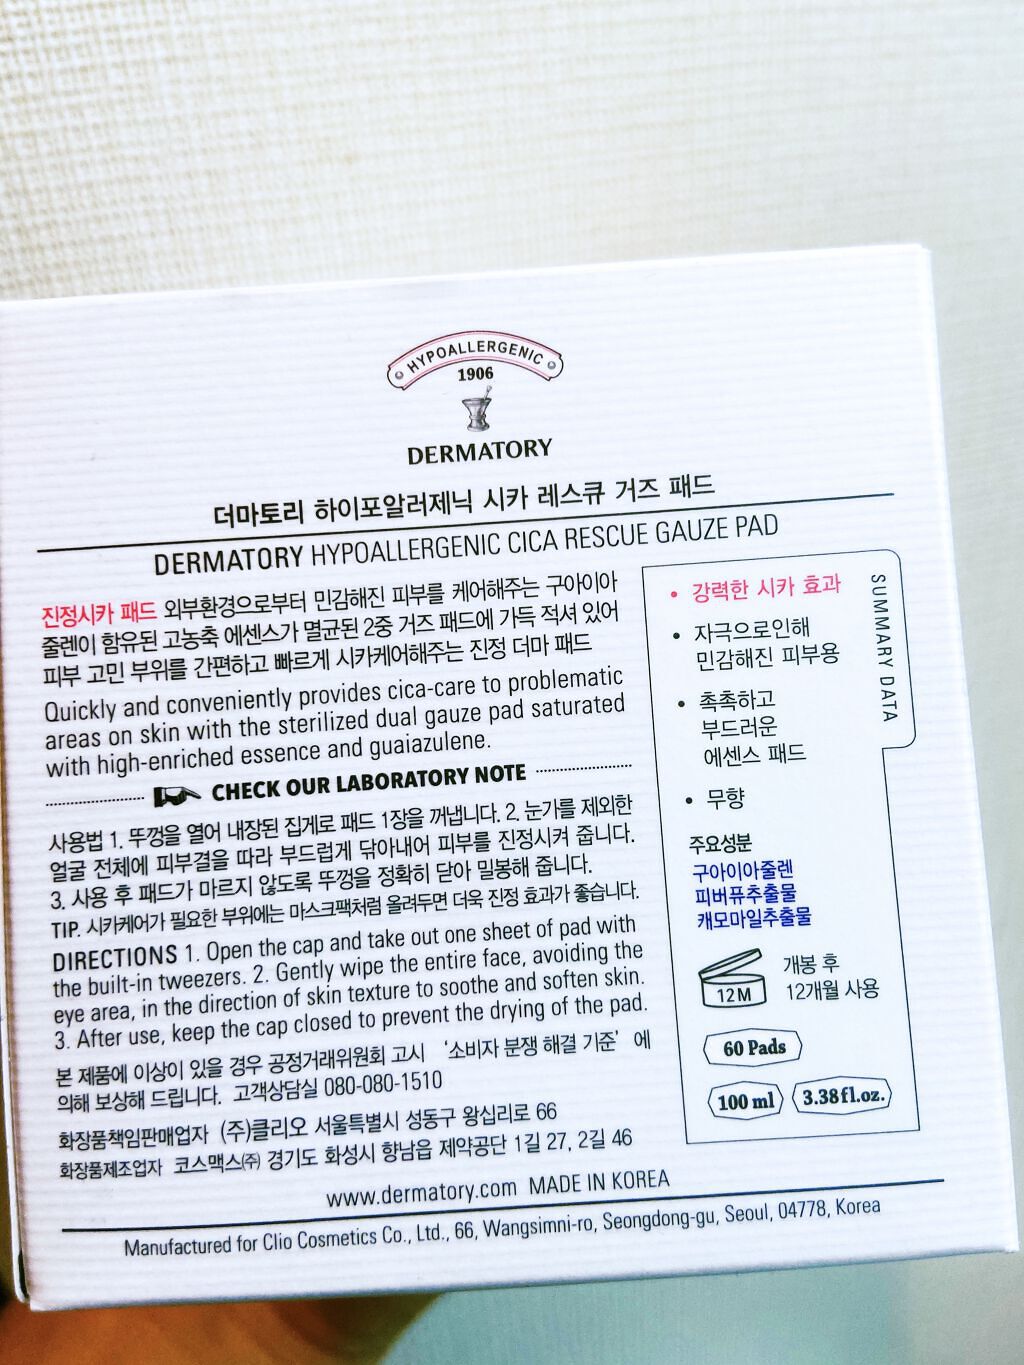 HYPOALLERGENIC
1906
DERMATORY
더마토리 하이포알러제닉 시카 레스큐 거즈 패드
DERMATORY HYPOALLERGENIC CICA RESCUE GAUZE PAD
진정시카 패드 외부환경으로부터 민감해진 피부를 케어해주는 구아이아
줄렌이 함유된 고농축 에센스가 멸균된 2중 거즈 패드에 가득 적셔 있어
피부 고민 부위를 간편하고 빠르게 시카케어해주는 진정 더마 패드
Quickly and conveniently provides cica-care to problematic
areas on skin with the sterilized dual gauze pad saturated
with high-enriched essence and guaiazulene.
CHECK OUR LABORATORY NOTE
사용법 1. 뚜껑을 열어 내장된 집게로 패드 1장을 꺼냅니다. 2. 눈가를 제외한
얼굴 전체에 피부결을 따라 부드럽게 닦아내어 피부를 진정시켜 줍니다.
3. 사용 후 패드가 마르지 않도록 뚜껑을 정확히 닫아 밀봉해 줍니다.
TIP. 시카케어가 필요한 부위에는 마스크팩처럼 올려두면 더욱 진정 효과가 좋습니다.
DIRECTIONS 1. Open the cap and take out one sheet of pad with
the built-in tweezers. 2. Gently wipe the entire face, avoiding the
eye area, in the direction of skin texture to soothe and soften skin.
3. After use, keep the cap closed to prevent the drying of the pad.
본 제품에 이상이 있을 경우 공정거래위원회 고시 '소비자 분쟁 해결 기준' 에
의해 보상해 드립니다. 고객상담실 080-080-1510
화장품책임판매업자 (주)클리오 서울특별시 성동구 왕십리로 66
화장품제조업자 코스맥스㈜ 경기도 화성시 향남읍 제약공단 1길 27, 2길 46
SUMMARY DATA
• 강력한 시카 효과
• 자극으로인해
민감해진 피부용
• 촉촉하고
부드러운
에센스 패드
• 무향
주요성분
구아이아줄렌
피버퓨추출물
캐모마일추출물
12M
개봉 후
12개월 사용
60 Pads
100 ml 3.38fl.oz.
www.dermatory.com MADE IN KOREA
Manufactured for Clio Cosmetics Co., Ltd., 66, Wangsimni-ro, Seongdong-gu, Seoul, 04778, Korea